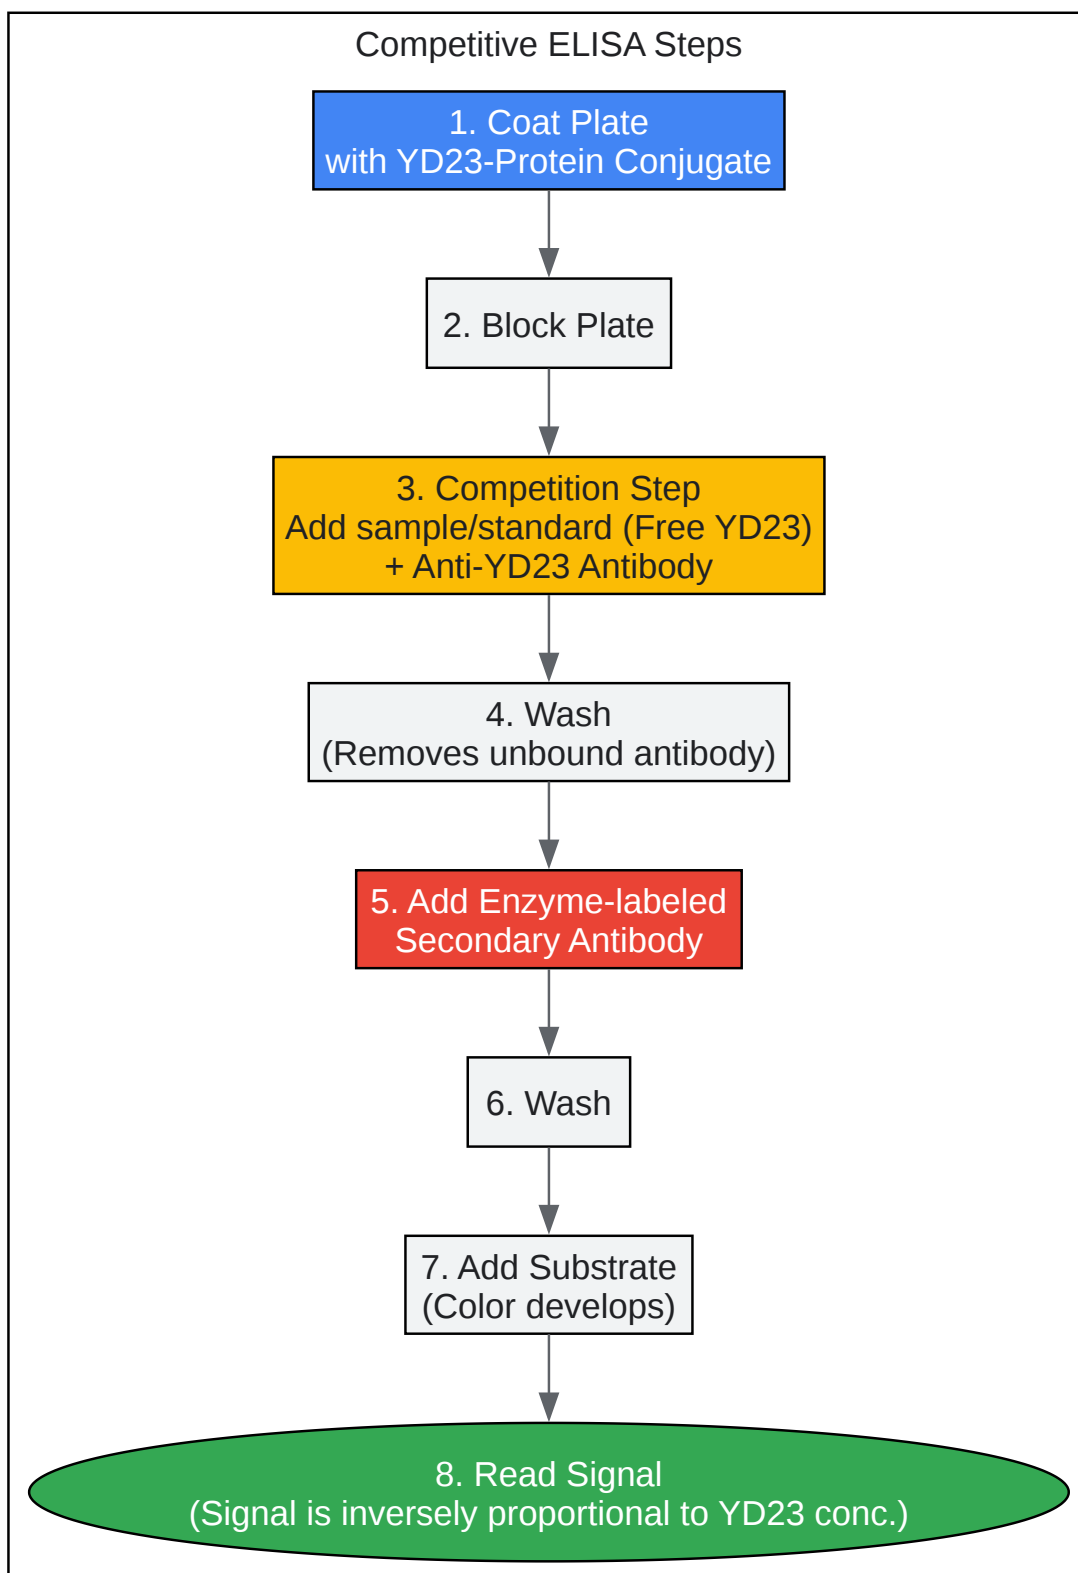 Competitive ELISA Steps
1. Coat Plate
with YD23-Protein Conjugate
2. Block Plate
3. Competition Step
Add sample/standard (Free YD23)
+ Anti-YD23 Antibody
4. Wash
(Removes unbound antibody)
5. Add Enzyme-labeled
Secondary Antibody
6. Wash
7. Add Substrate
(Color develops)
8. Read Signal
(Signal is inversely proportional to YD23 conc.)